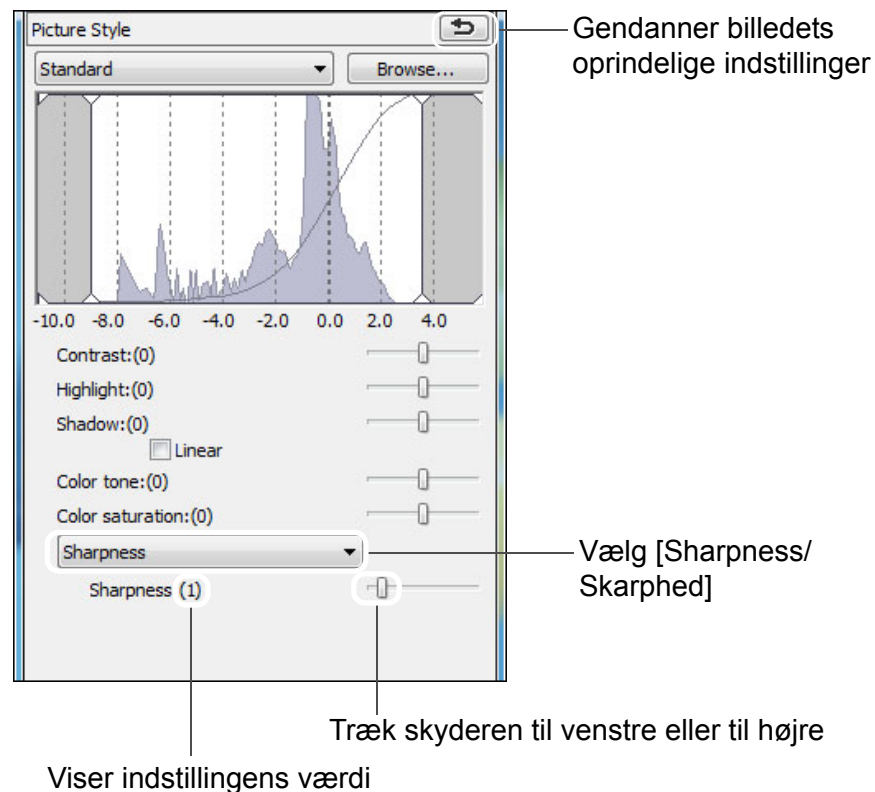 Picture Style
Gendanner billedets
oprindelige indstillinger
Standard
Browse...
-10.0 -8.0 -6.0 -4.0 -2.0 0.0 2.0 4.0
Contrast:(0)
Highlight:(0)
Shadow:(0)
Linear
Color tone:(0)
Color saturation:(0)
Sharpness
Vælg [Sharpness/
Skarphed]
Sharpness (1)
Træk skyderen til venstre eller til højre
Viser indstillingens værdi